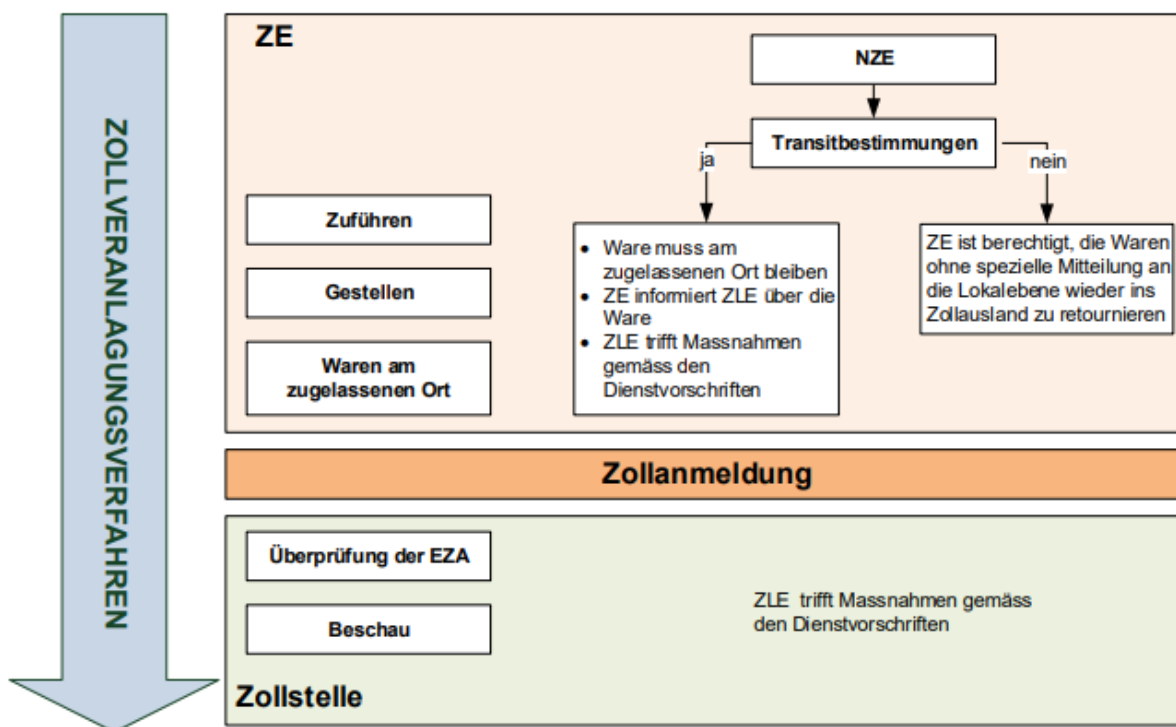 ZOLLVERANLAGUNGSVERFAHREN
ZE
NZE
Transitbestimmungen
ja
nein
Zuführen
Gestellen
Waren am
zugelassenen Ort
• Ware muss am
zugelassenen Ort bleiben
• ZE informiert ZLE über die
Ware
• ZLE trifft Massnahmen
gemäss den
Dienstvorschriften
ZE ist berechtigt, die Waren
ohne spezielle Mitteilung an
die Lokalebene wieder ins
Zollausland zu retournieren
Zollanmeldung
Überprüfung der EZA
Beschau
ZLE trifft Massnahmen gemäss
den Dienstvorschriften
Zollstelle